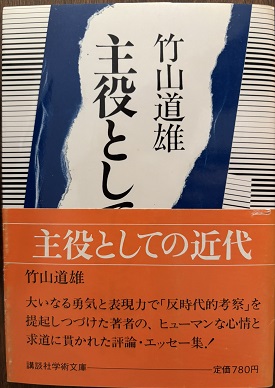 竹山道雄
主役として
主役としての近代
竹山道雄
大いなる勇気と表現力で「反時代的考察」を
提起しつづけた著者の、ヒューマンな心情と
求道に貫かれた評論・エッセー集!
講談社学術文庫
定価780円